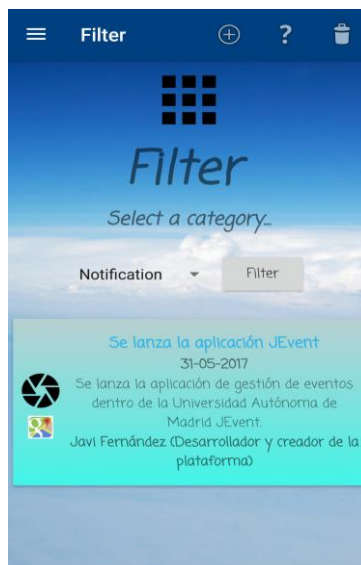 Filter
?
Filter
Select a category...
Notification
Filter
Se lanza la aplicación JEvent
31-05-2017
Se lanza la aplicación de gestión de eventos
dentro de la Universidad Autónoma de
Madrid JEvent.
Javi Fernández (Desarrollador y creador de la
plataforma)